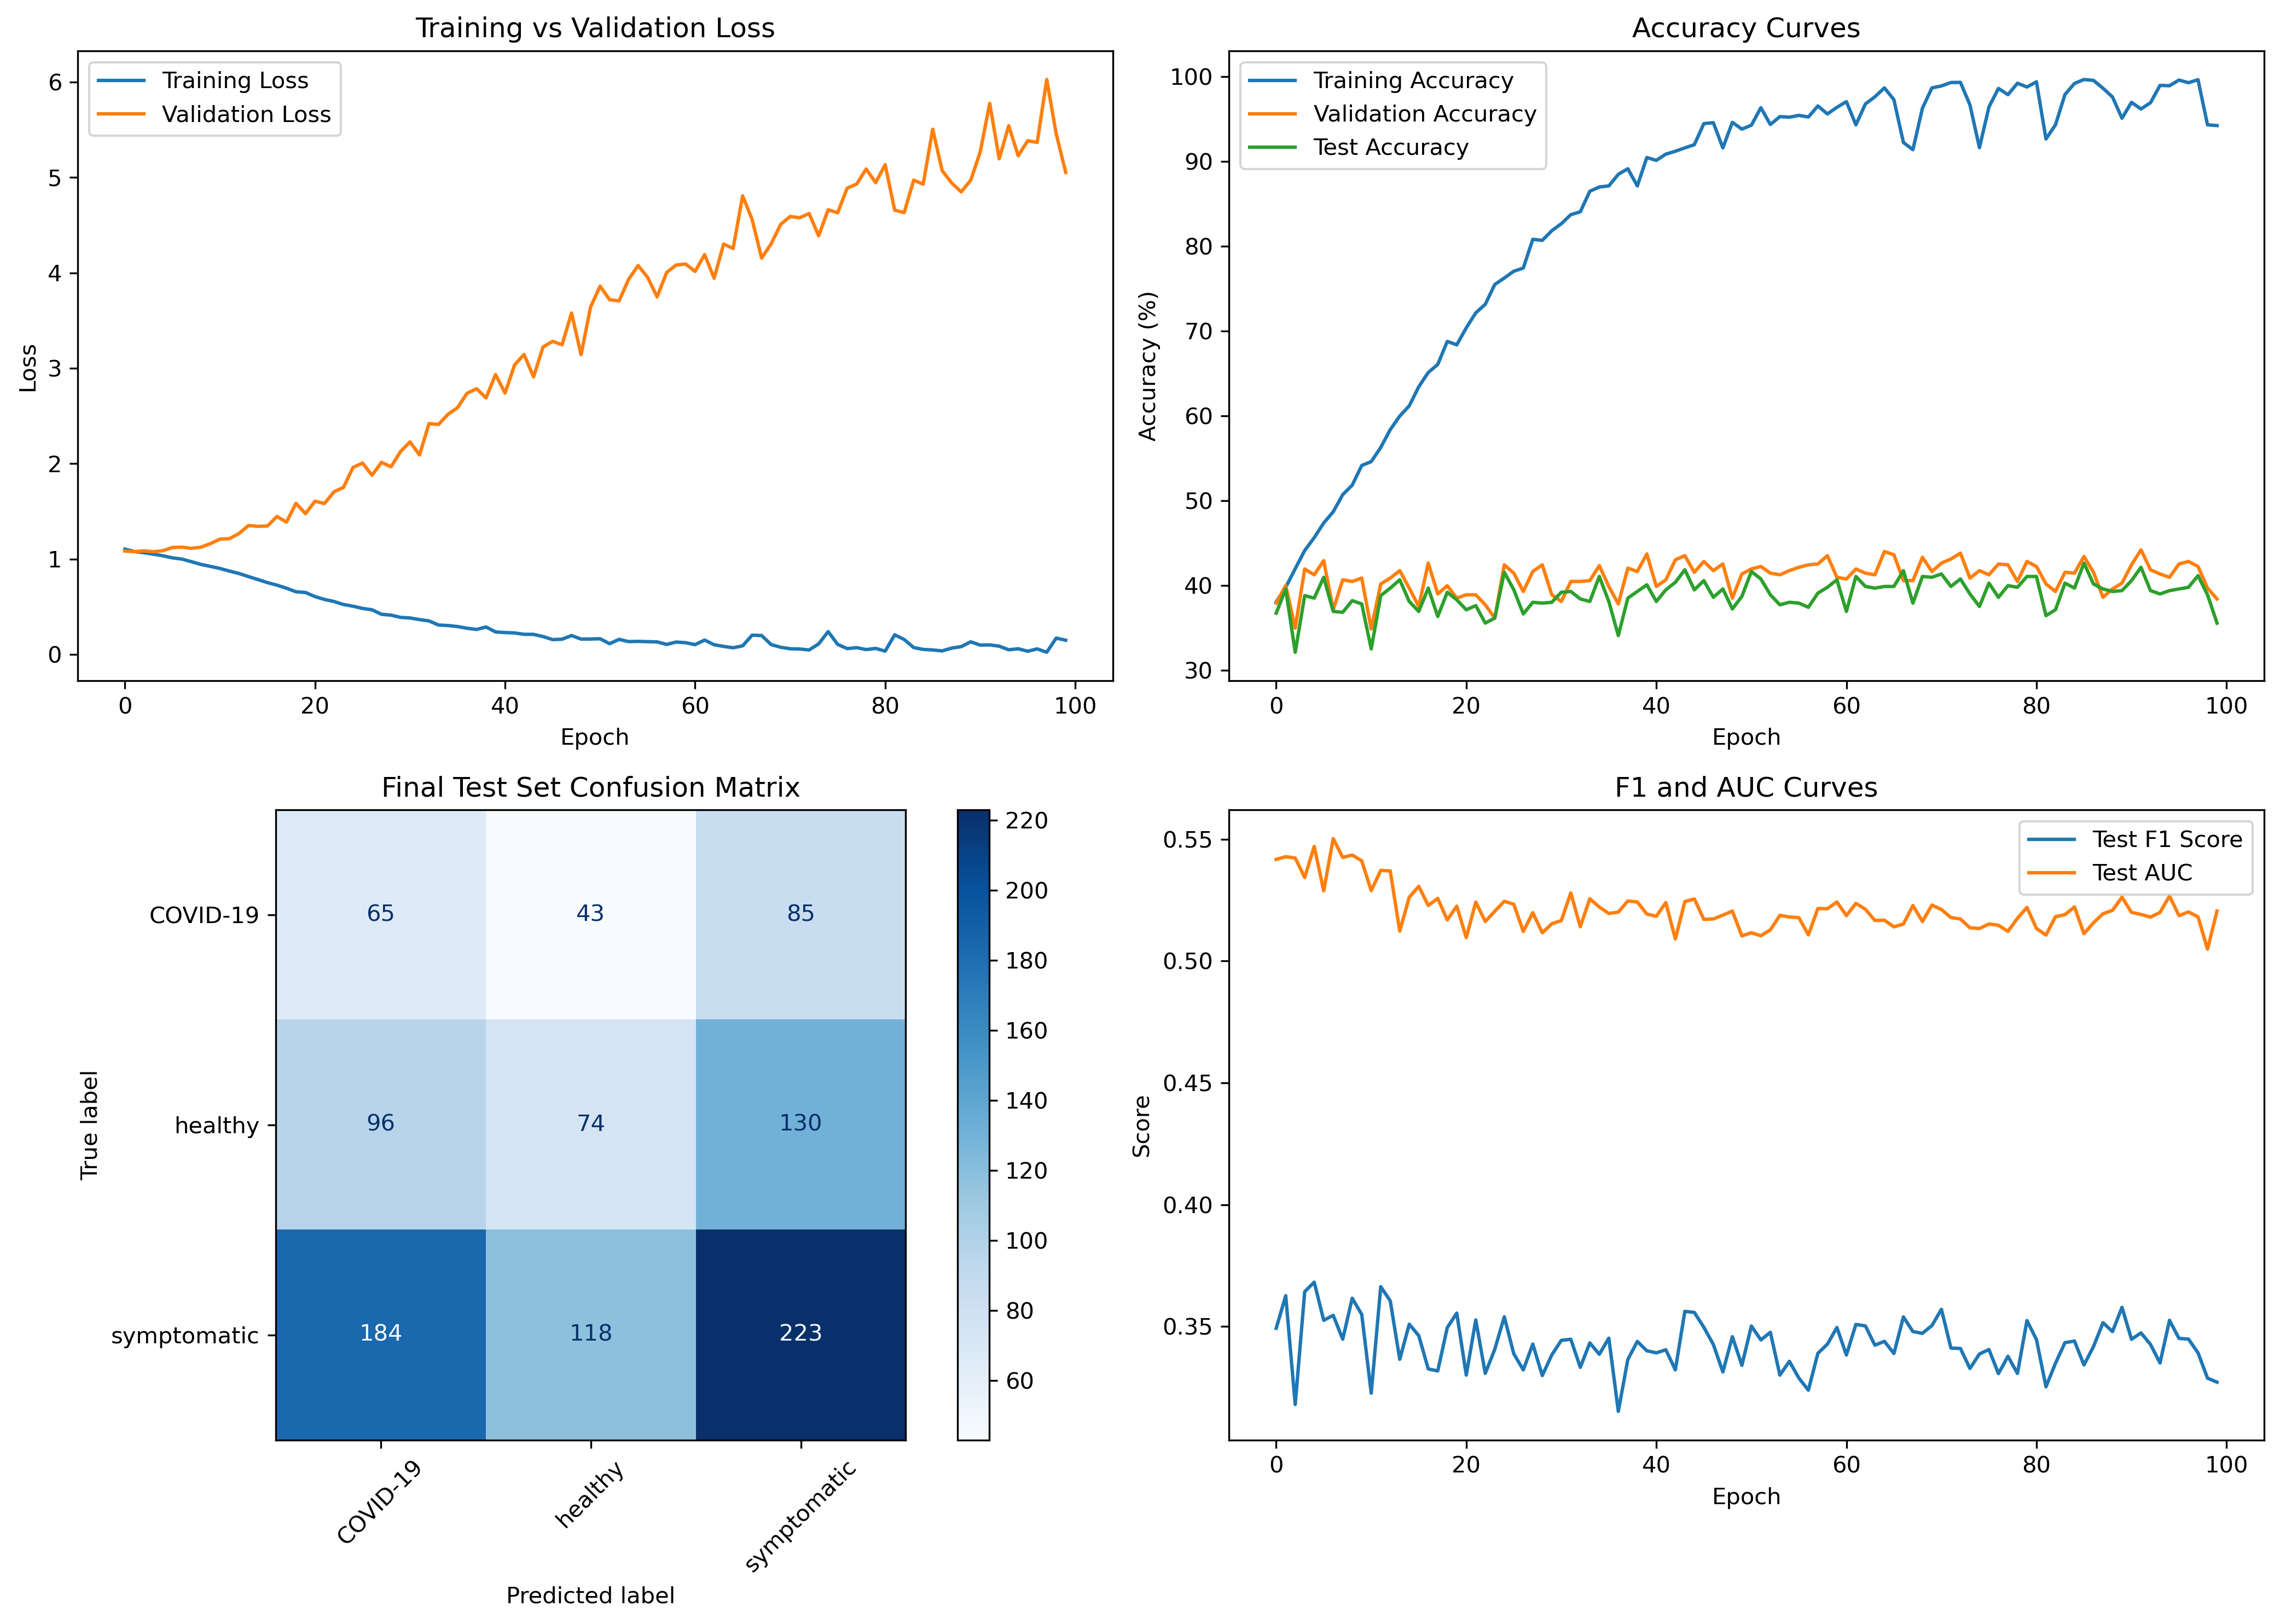 Training vs Validation Loss
Training Loss
Validation Loss
6
5
4
3
2
1
0
Loss
0 20 40 60 80 100
Epoch
Accuracy Curves
Training Accuracy
Validation Accuracy
Test Accuracy
100
90
80
70
60
50
40
30
Accuracy (%)
0 20 40 60 80 100
Epoch
Final Test Set Confusion Matrix
COVID-19 65 43 85
healthy 96 74 130
symptomatic 184 118 223
True label
COVID-19 healthy symptomatic
Predicted label
220
200
180
160
140
120
100
80
60
F1 and AUC Curves
Test F1 Score
Test AUC
0.55
0.50
0.45
0.40
0.35
Score
0 20 40 60 80 100
Epoch